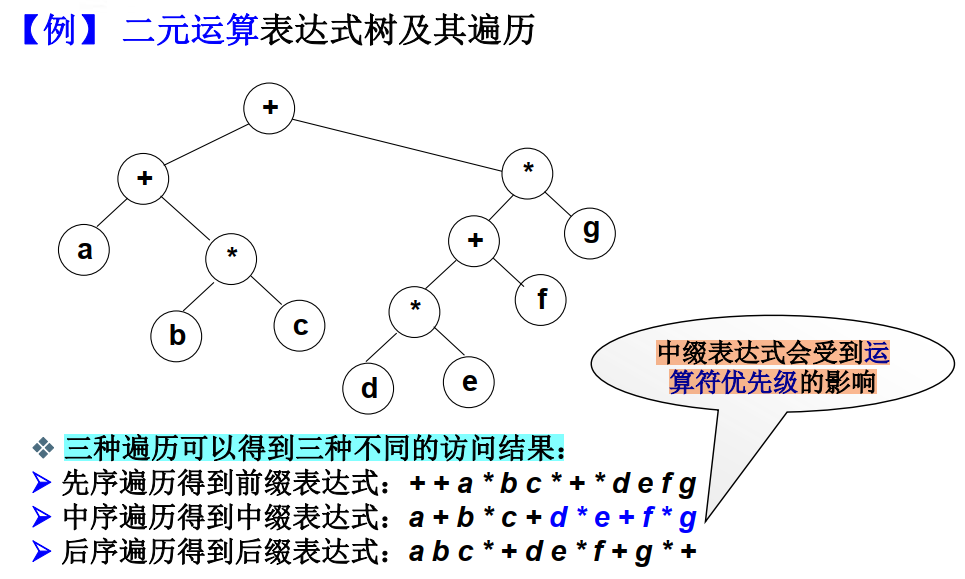 【例】 二元运算表达式树及其遍历
+
+
*
a
*
+
g
b
c
*
f
d
e
中缀表达式会受到运
算符优先级的影响
❖ 三种遍历可以得到三种不同的访问结果：
➢ 先序遍历得到前缀表达式：+ + a * b c * + * d e f g
➢ 中序遍历得到中缀表达式：a + b * c + d * e + f * g
➢ 后序遍历得到后缀表达式：a b c * + d e * f + g * +